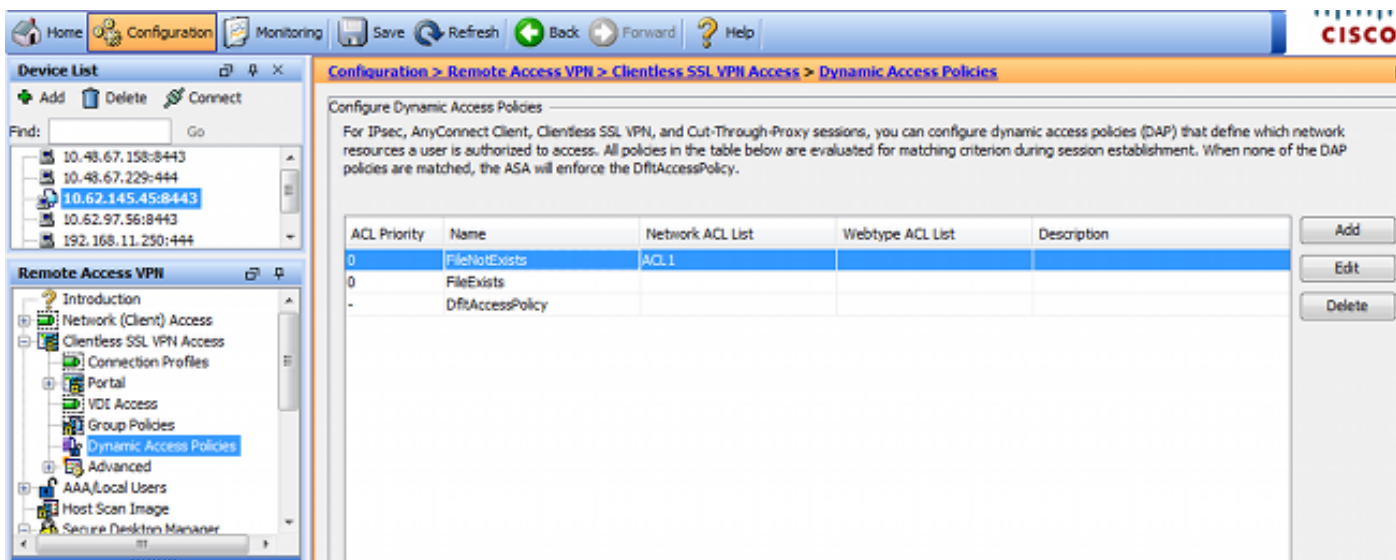 Home Configuration Monitoring Save Refresh Back Forward Help
CISCO
Device List
Add Delete Connect
Find: Go
10.48.67.158:8443
10.48.67.229:444
10.62.145.45:8443
10.62.97.56:8443
192.168.11.250:444
Remote Access VPN
Introduction
Network (Client) Access
Clientless SSL VPN Access
Connection Profiles
Portal
VDI Access
Group Policies
Dynamic Access Policies
Advanced
AAA/Local Users
Host Scan Image
Secure Desktop Manager
Configuration > Remote Access VPN > Clientless SSL VPN Access > Dynamic Access Policies
Configure Dynamic Access Policies
For IPsec, AnyConnect Client, Clientless SSL VPN, and Cut-Through-Proxy sessions, you can configure dynamic access policies (DAP) that define which network
resources a user is authorized to access. All policies in the table below are evaluated for matching criterion during session establishment. When none of the DAP
policies are matched, the ASA will enforce the DfltAccessPolicy.
ACL Priority Name Network ACL List Webtype ACL List Description
0 FileNotExists ACL1
0 FileExists
- DfltAccessPolicy
Add
Edit
Delete